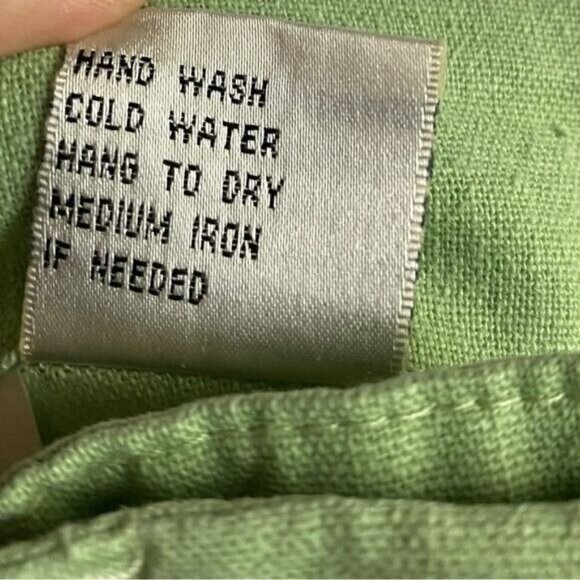 HAND WASH
COLD WATER
HANG TO DRY
MEDIUM IRON
IF NEEDED